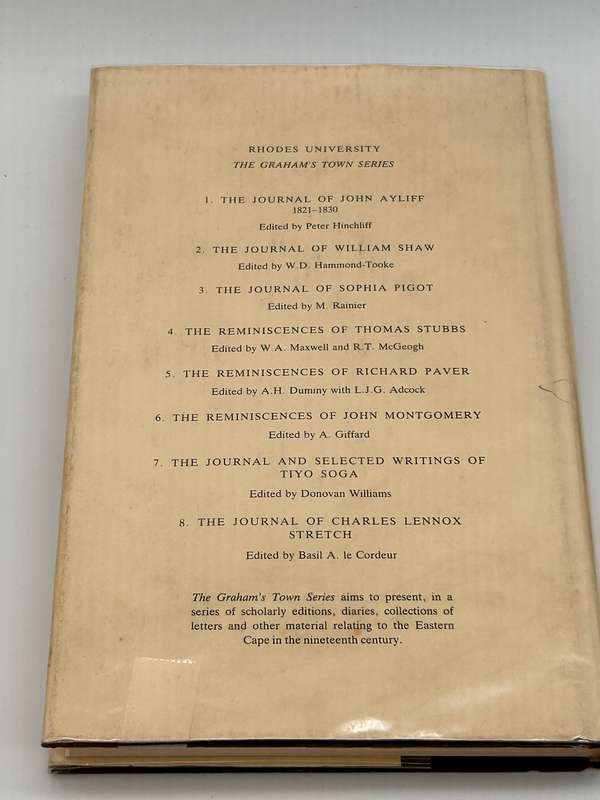 RHODES UNIVERSITY
THE GRAHAM'S TOWN SERIES
1. THE JOURNAL OF JOHN AYLIFF
1821–1830
Edited by Peter Hinchliff
2. THE JOURNAL OF WILLIAM SHAW
Edited by W.D. Hammond-Tooke
3. THE JOURNAL OF SOPHIA PIGOT
Edited by M. Rainier
4. THE REMINISCENCES OF THOMAS STUBBS
Edited by W.A. Maxwell and R.T. McGeogh
5. THE REMINISCENCES OF RICHARD PAVER
Edited by A.H. Duminy with L.J.G. Adcock
6. THE REMINISCENCES OF JOHN MONTGOMERY
Edited by A. Giffard
7. THE JOURNAL AND SELECTED WRITINGS OF
TIYO SOGA
Edited by Donovan Williams
8. THE JOURNAL OF CHARLES LENNOX
STRETCH
Edited by Basil A. le Cordeur
The Graham's Town Series aims to present, in a
series of scholarly editions, diaries, collections of
letters and other material relating to the Eastern
Cape in the nineteenth century.